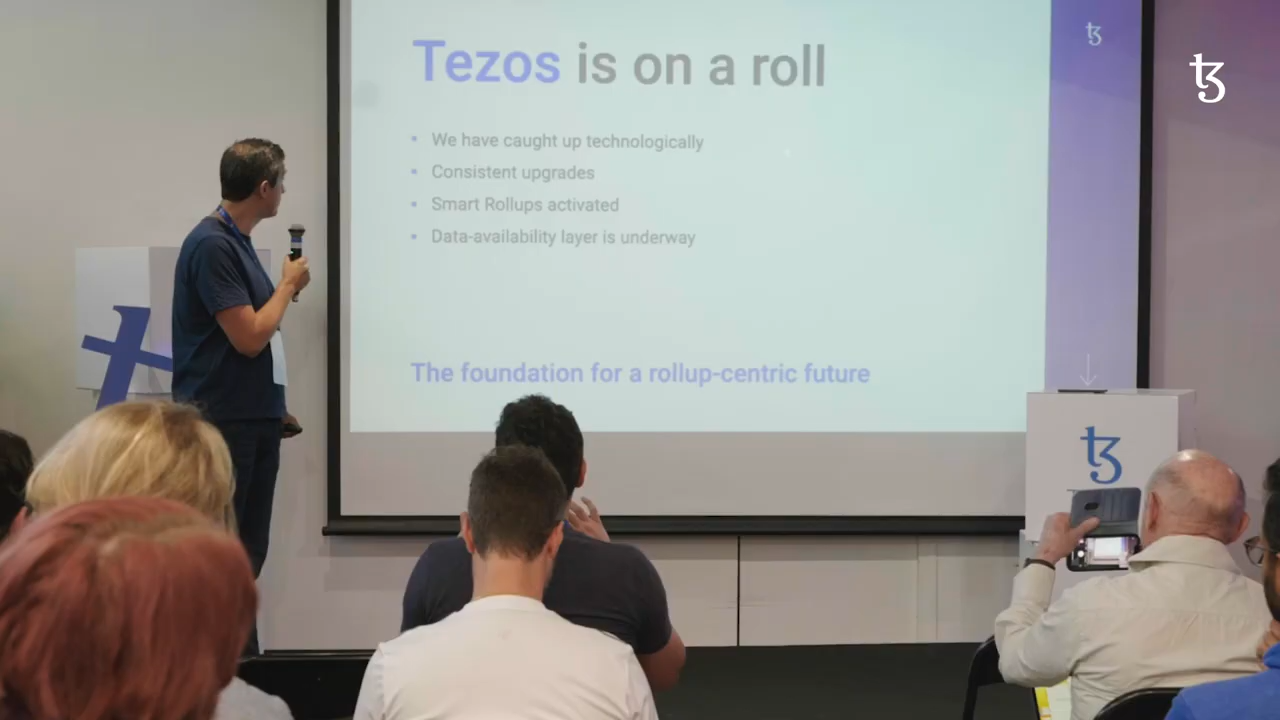 Tezos is on a roll
We have caught up technologically
Consistent upgrades
Smart Rollups activated
Data-availability layer is underway
The foundation for a rollup-centric future